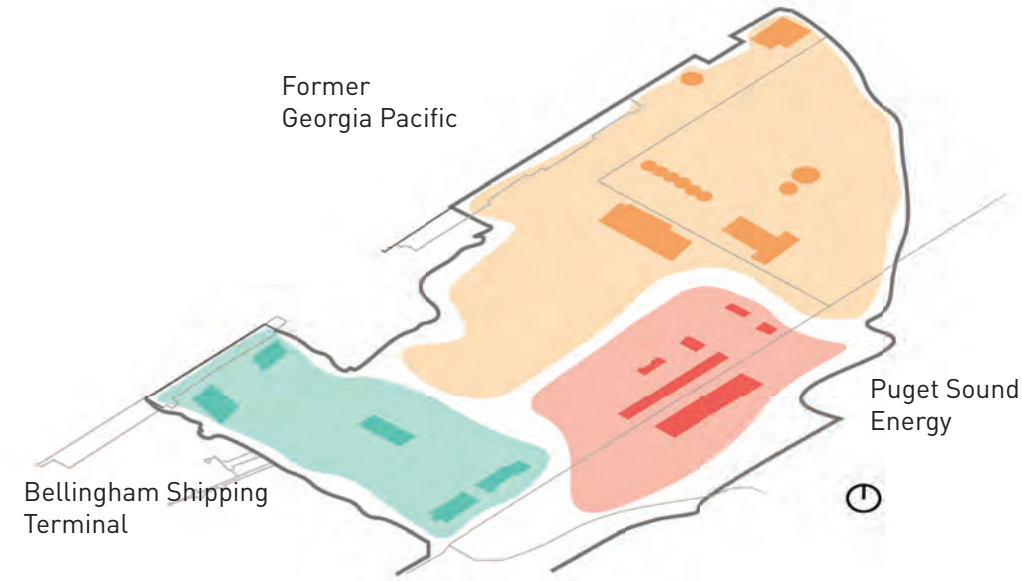 Former
Georgia Pacific
Puget Sound
Energy
Bellingham Shipping
Terminal